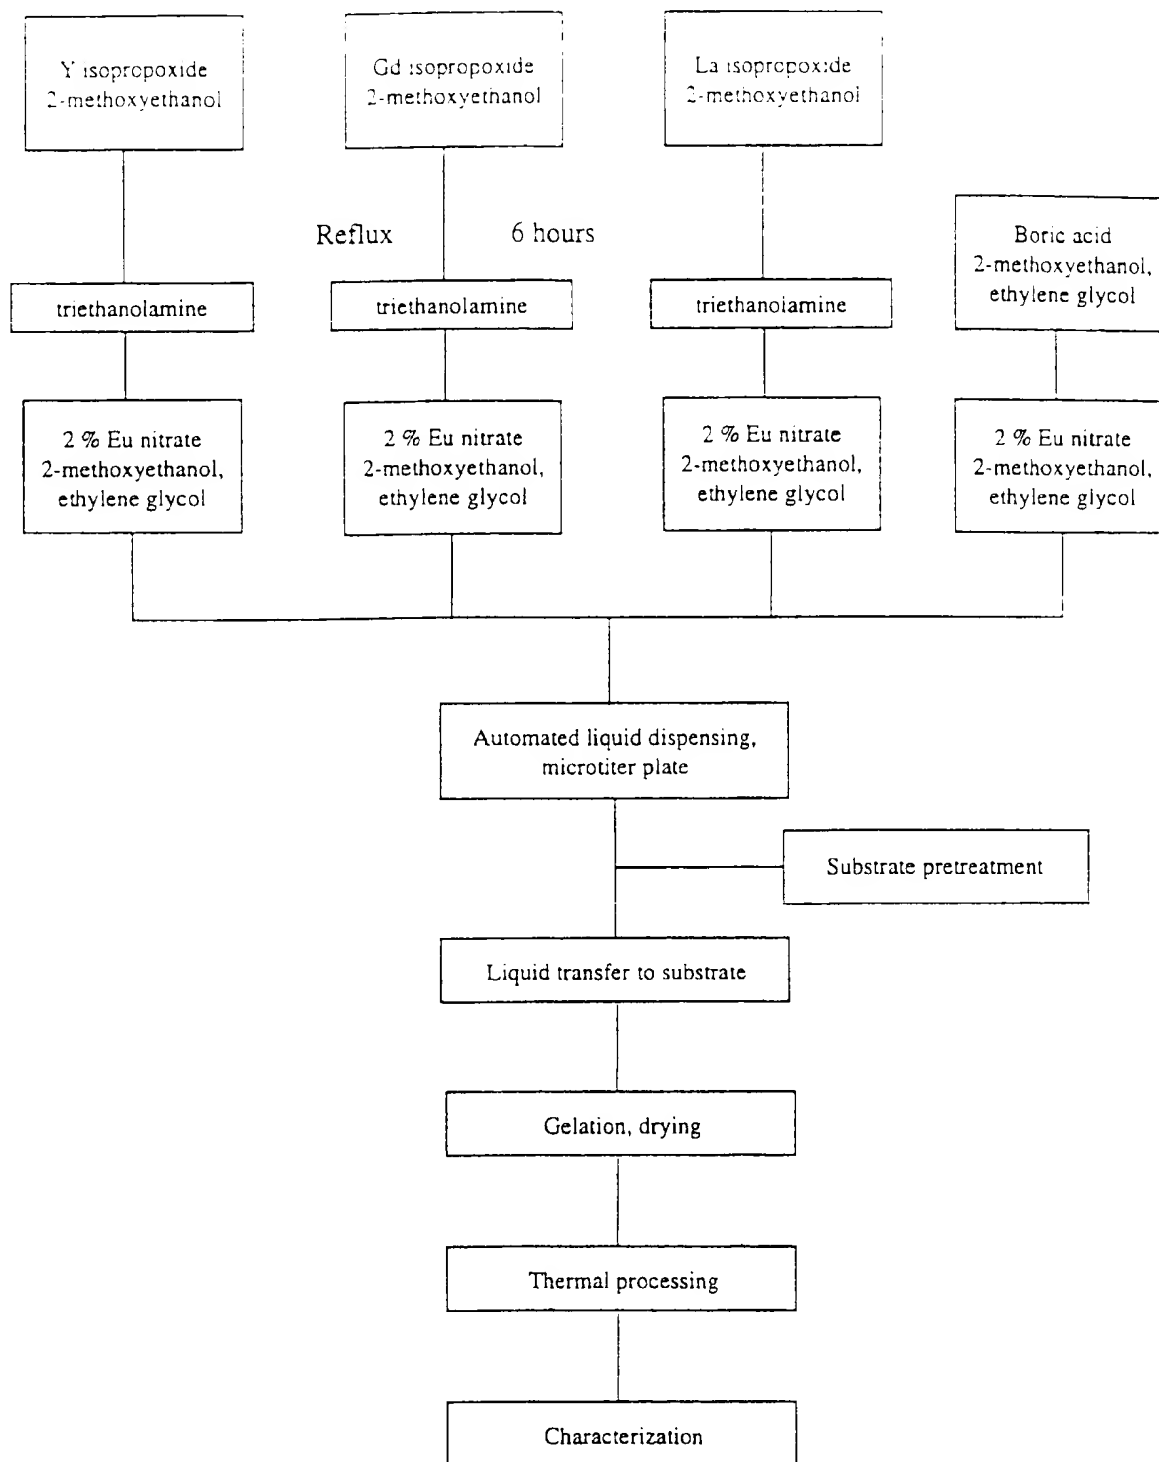 Y isopropoxide
2-methoxyethanol
Gd isopropoxide
2-methoxyethanol
La isopropoxide
2-methoxyethanol
Reflux 6 hours
Boric acid
2-methoxyethanol,
ethylene glycol
triethanolamine
triethanolamine
triethanolamine
2 % Eu nitrate
2-methoxyethanol,
ethylene glycol
2 % Eu nitrate
2-methoxyethanol,
ethylene glycol
2 % Eu nitrate
2-methoxyethanol,
ethylene glycol
2 % Eu nitrate
2-methoxyethanol,
ethylene glycol
Automated liquid dispensing,
microtiter plate
Substrate pretreatment
Liquid transfer to substrate
Gelation, drying
Thermal processing
Characterization